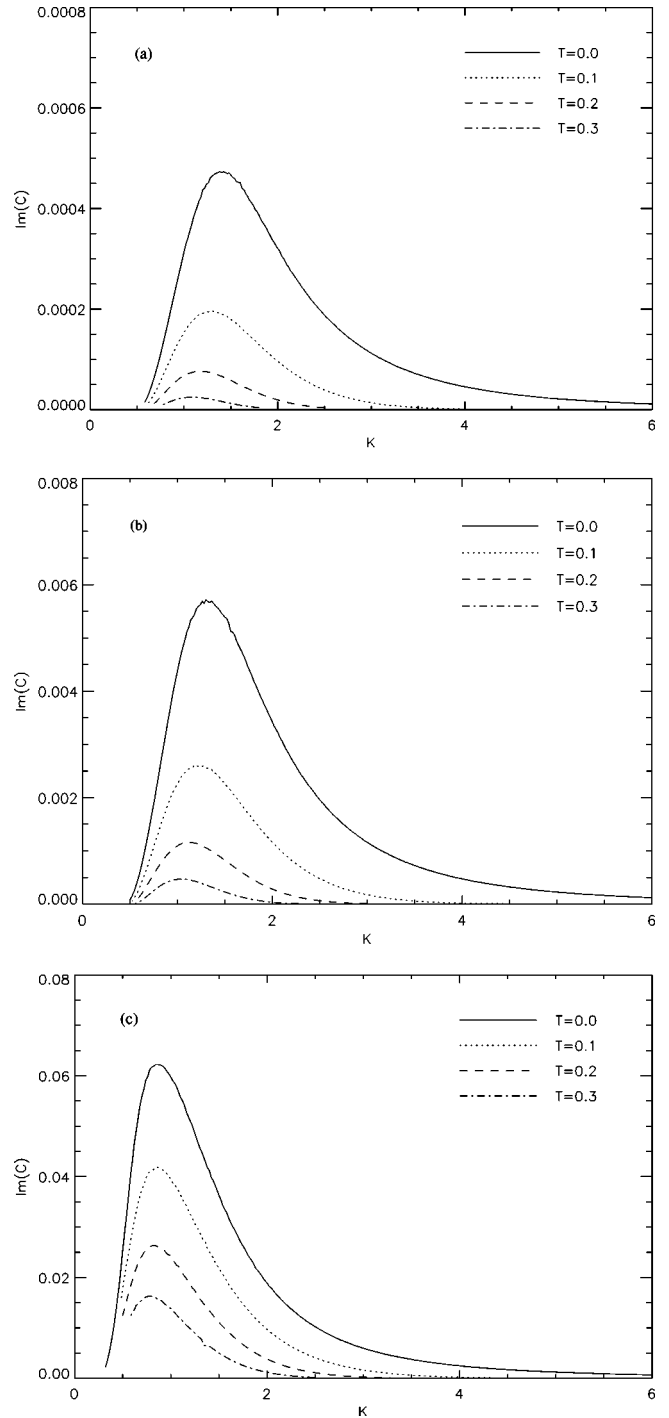 0.0008
(a)
T=0.0
T=0.1
T=0.2
T=0.3
0.0006
0.0004
0.0002
0.0000
Im(C)
0 2 4 6
K
0.008
(b)
T=0.0
T=0.1
T=0.2
T=0.3
0.006
0.004
0.002
0.000
Im(C)
0 2 4 6
K
0.08
(c)
T=0.0
T=0.1
T=0.2
T=0.3
0.06
0.04
0.02
0.00
Im(C)
0 2 4 6
K